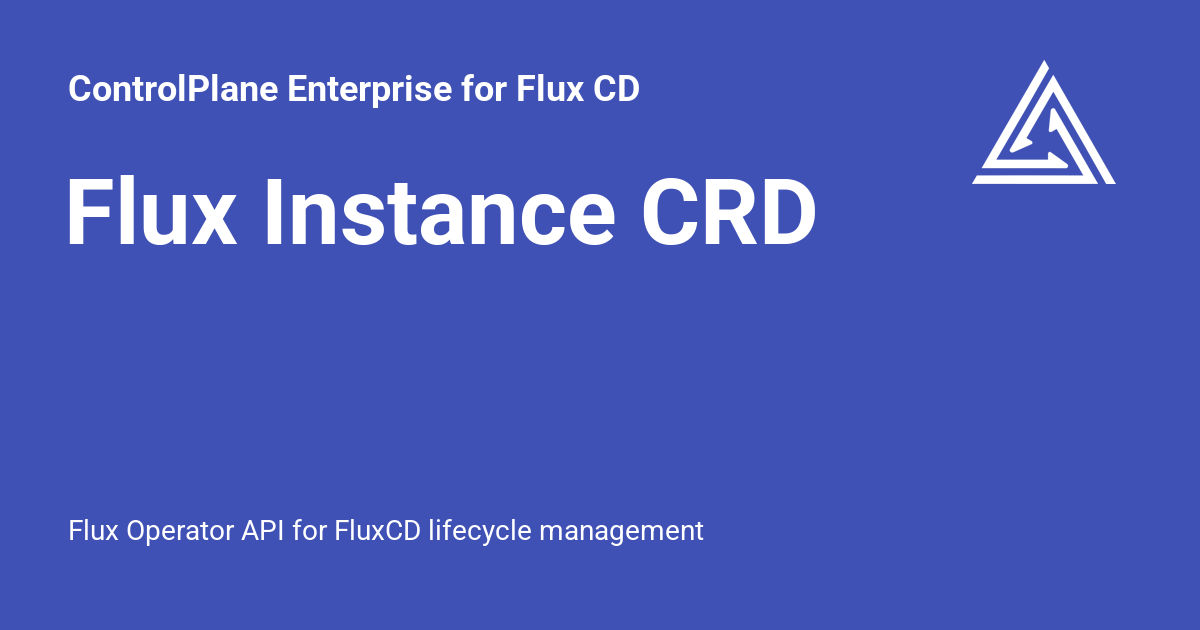 ControlPlane Enterprise for Flux CD
Flux Instance CRD
Flux Operator API for FluxCD lifecycle management